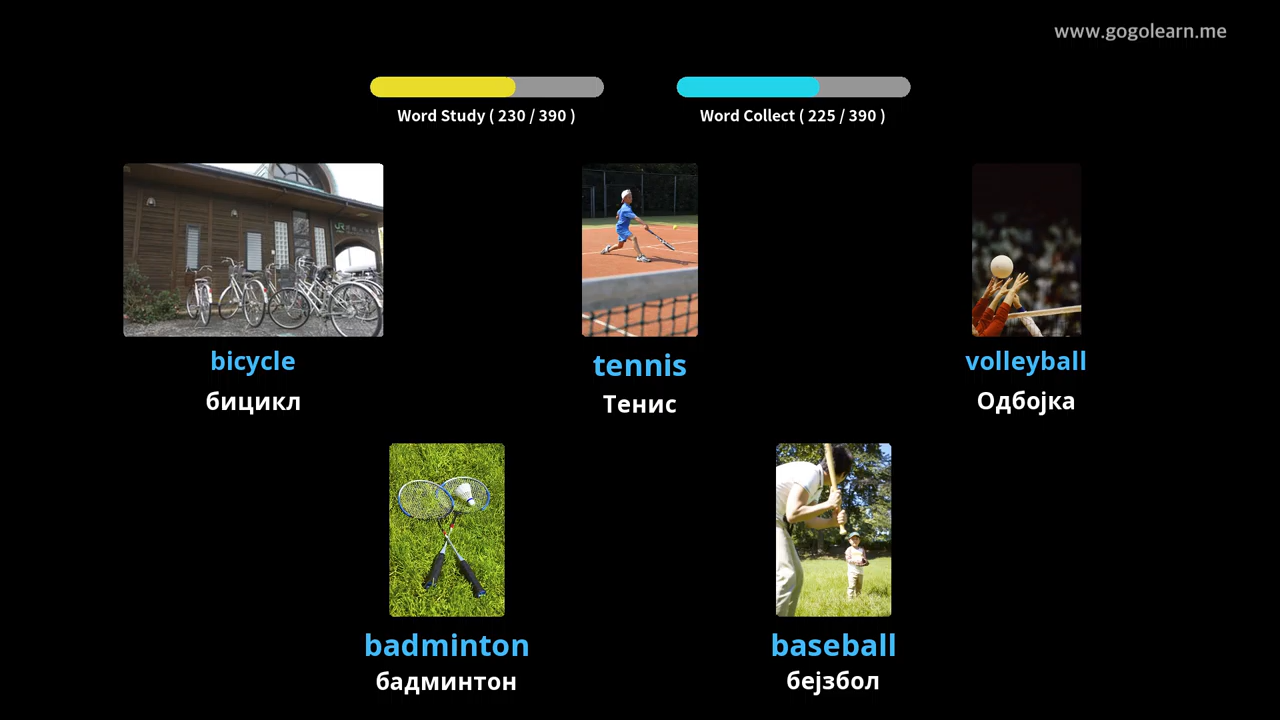 www.gogolearn.me
Word Study ( 230 / 390 )
Word Collect ( 225 / 390 )
bicycle
бицикл
tennis
Тенис
volleyball
Одбојка
badminton
бадминтон
baseball
бејзбол